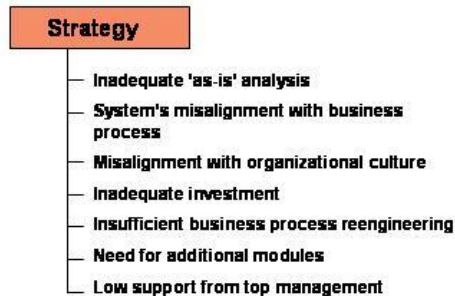 Strategy
Inadequate 'as-is' analysis
System's misalignment with business
process
Misalignment with organizational culture
Inadequate investment
Insufficient business process reengineering
Need for additional modules
Low support from top management